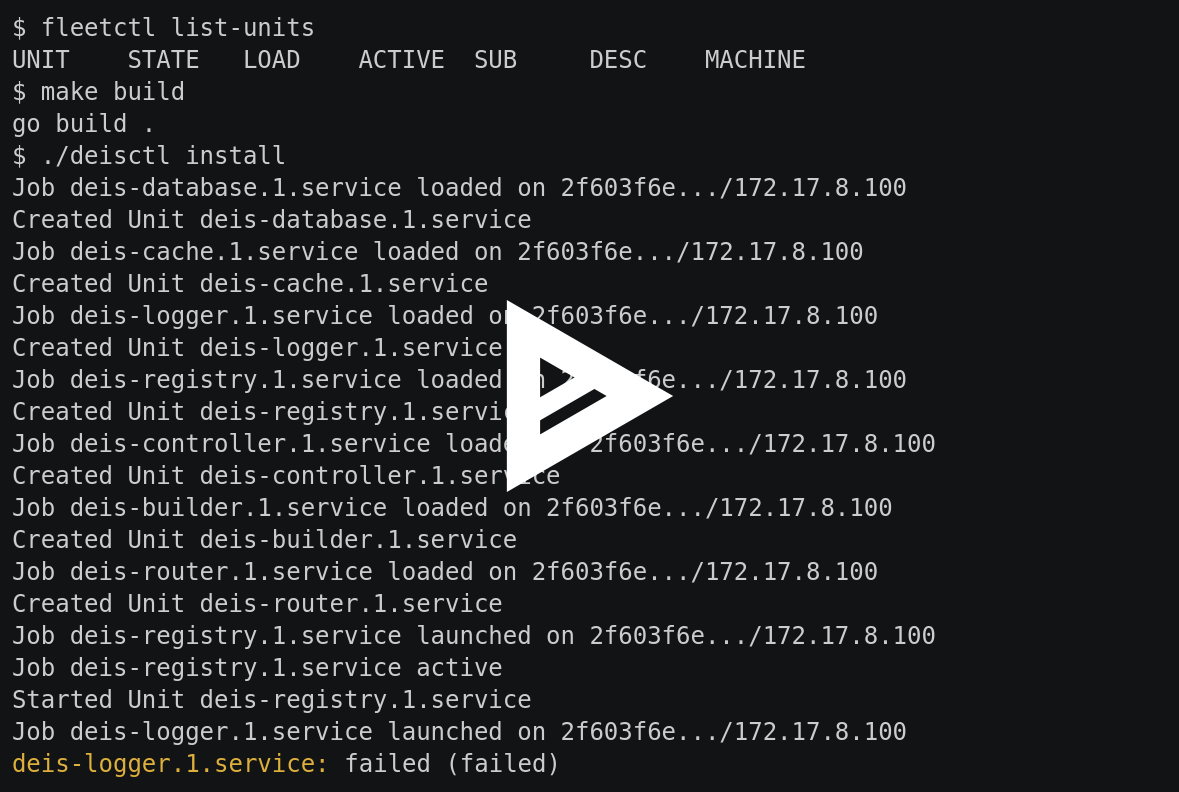 $ fleetctl list-units
UNIT    STATE   LOAD    ACTIVE  SUB     DESC    MACHINE
$ make build
go build .
$ ./deisctl install
Job deis-database.1.service loaded on 2f603f6e.../172.17.8.100
Created Unit deis-database.1.service
Job deis-cache.1.service loaded on 2f603f6e.../172.17.8.100
Created Unit deis-cache.1.service
Job deis-logger.1.service loaded on 2f603f6e.../172.17.8.100
Created Unit deis-logger.1.service
Job deis-registry.1.service loaded /172.17.8.100
Created Unit deis-registry.1.service
Job deis-controller.1.service 2f603f6e.../172.17.8.100
Created Unit deis-controller.1.service
Job deis-builder.1.service loaded on 2f603f6e.../172.17.8.100
Created Unit deis-builder.1.service
Job deis-router.1.service loaded on 2f603f6e.../172.17.8.100
Created Unit deis-router.1.service
Job deis-registry.1.service launched on 2f603f6e.../172.17.8.100
Job deis-registry.1.service active
Started Unit deis-registry.1.service
Job deis-logger.1.service launched on 2f603f6e.../172.17.8.100
deis-logger.1.service: failed (failed)